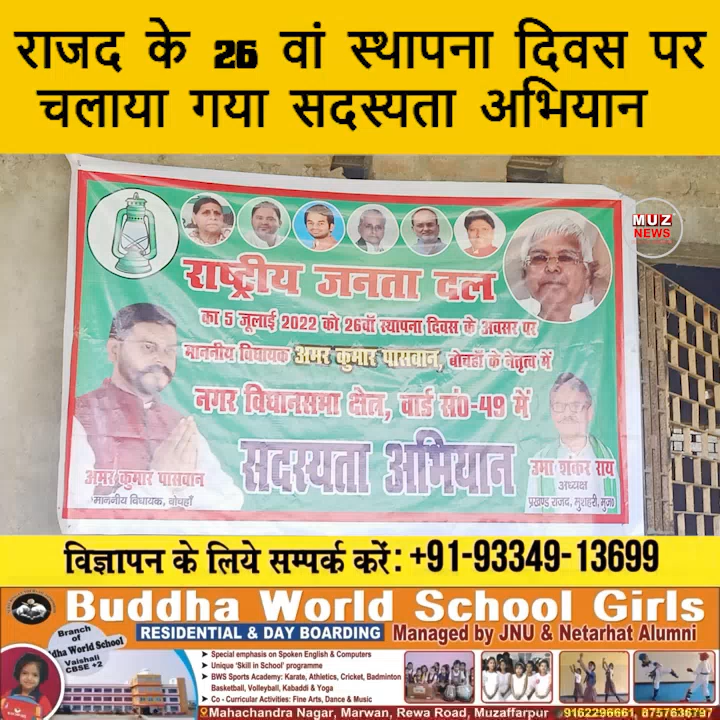 राजद के 26 वां स्थापना दिवस पर
चलाया गया सदस्यता अभियान
MUZ
NEWS
राष्ट्रीय जनता दल
का 5 जुलाई 2022 को 26वाँ स्थापना दिवस के अवसर पर
माननीय विधायक अमर कुमार पासवान, बोचहाँ के नेतृत्व में
नगर विधानसभा क्षेत्र, वार्ड सं0-49 में
सदस्यता अभियान
अमर कुमार पासवान
माननीय विधायक, बोचहाँ
उमा शंकर राय
अध्यक्ष
प्रखण्ड राजद, मुशहरी, मुज०
विज्ञापन के लिये सम्पर्क करें: +91-93349-13699
Buddha World School Girls
Branch
of
dha World School
Vaishali
CBSE +2
RESIDENTIAL & DAY BOARDING Managed by JNU & Netarhat Alumni
Special emphasis on Spoken English & Computers
Unique 'Skill in School' programme
BWS Sports Academy: Karate, Athletics, Cricket, Badminton
Basketball, Volleyball, Kabaddi & Yoga
Co - Curricular Activities: Fine Arts, Dance & Music
Mahachandra Nagar, Marwan, Rewa Road, Muzaffarpur 9162296661, 8757636797